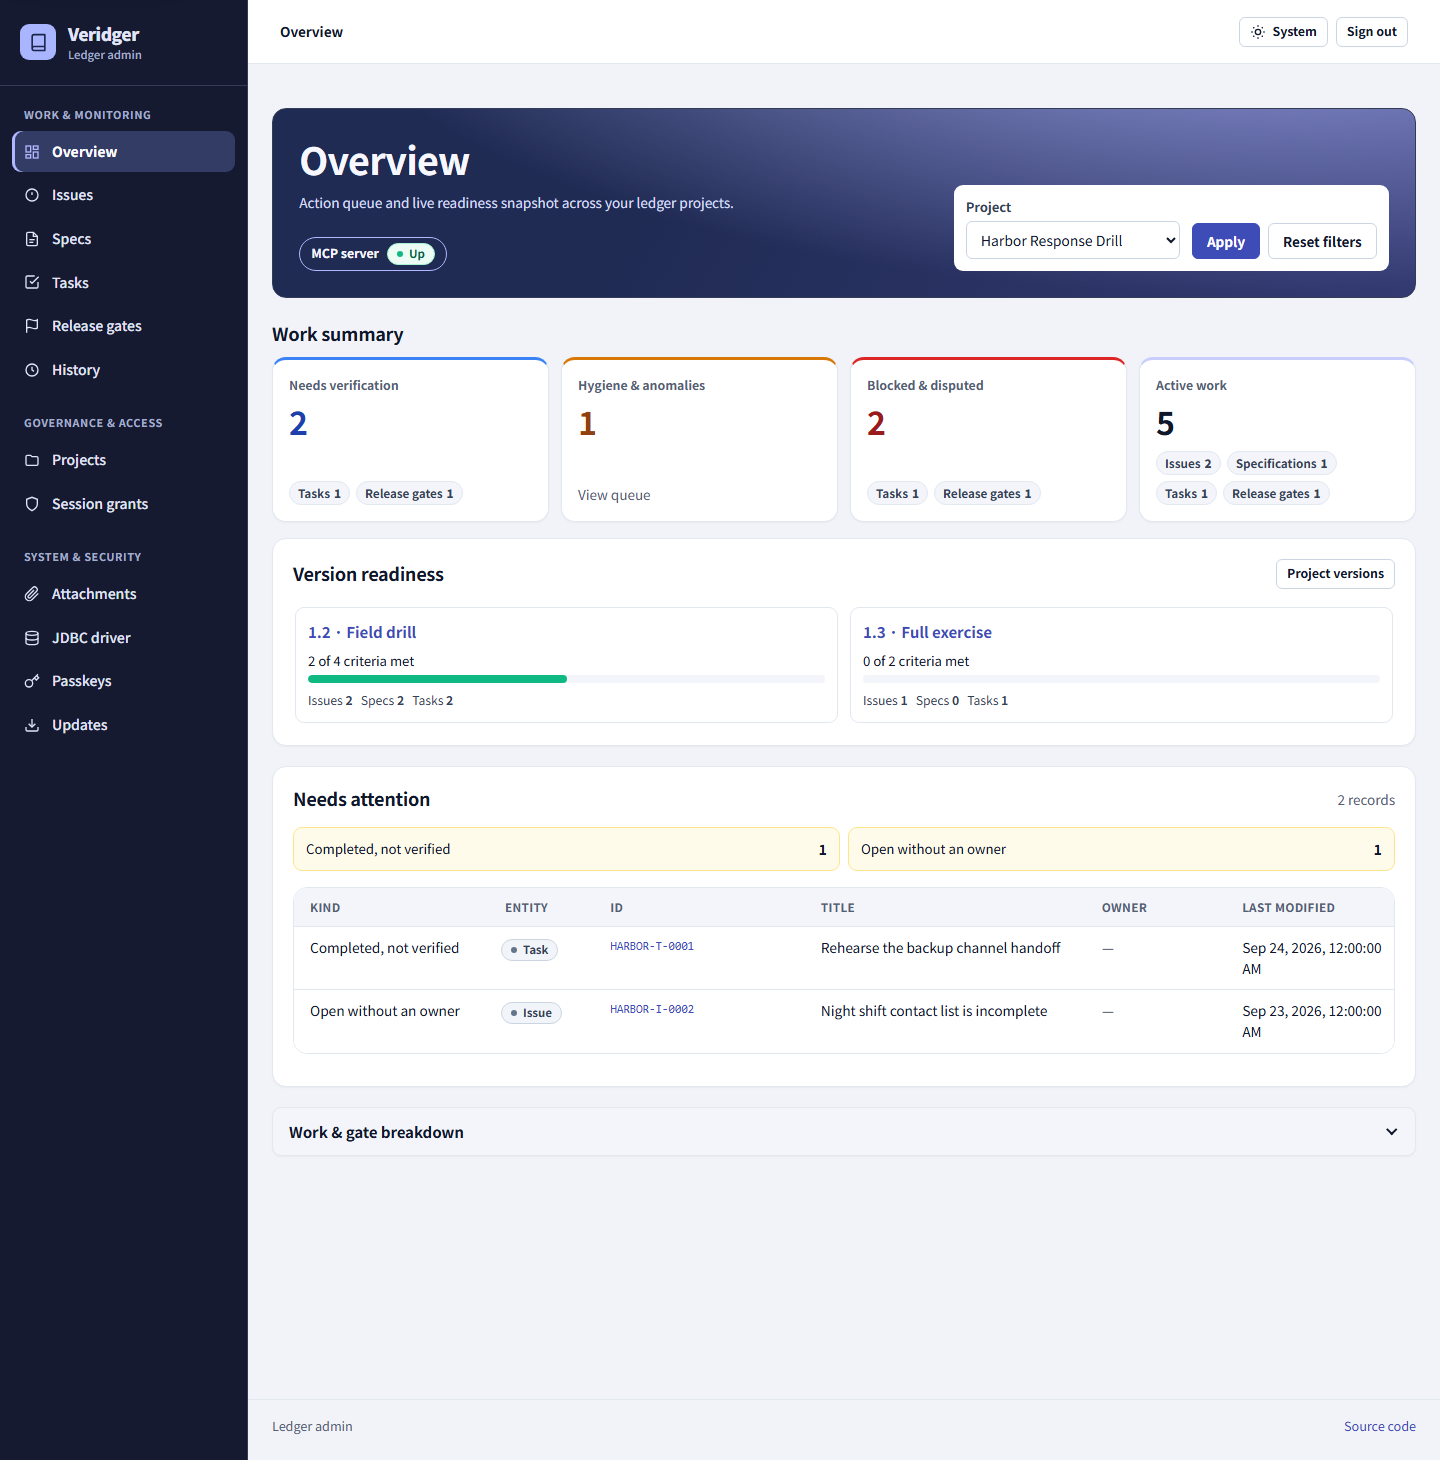 Veridger
Ledger admin
WORK & MONITORING
Overview
Issues
Specs
Tasks
Release gates
History
GOVERNANCE & ACCESS
Projects
Session grants
SYSTEM & SECURITY
Attachments
JDBC driver
Passkeys
Updates
Overview
System
Sign out
Overview
Action queue and live readiness snapshot across your ledger projects.
MCP server Up
Project
Harbor Response Drill
Apply
Reset filters
Work summary
Needs verification
2
Tasks 1 Release gates 1
Hygiene & anomalies
1
View queue
Blocked & disputed
2
Tasks 1 Release gates 1
Active work
5
Issues 2 Specifications 1
Tasks 1 Release gates 1
Version readiness
Project versions
1.2 · Field drill
2 of 4 criteria met
Issues 2 Specs 2 Tasks 2
1.3 · Full exercise
0 of 2 criteria met
Issues 1 Specs 0 Tasks 1
Needs attention
2 records
Completed, not verified 1
Open without an owner 1
KIND ENTITY ID TITLE OWNER LAST MODIFIED
Completed, not verified Task HARBOR-T-0001 Rehearse the backup channel handoff — Sep 24, 2026, 12:00:00
AM
Open without an owner Issue HARBOR-I-0002 Night shift contact list is incomplete — Sep 23, 2026, 12:00:00
AM
Work & gate breakdown
Ledger admin
Source code